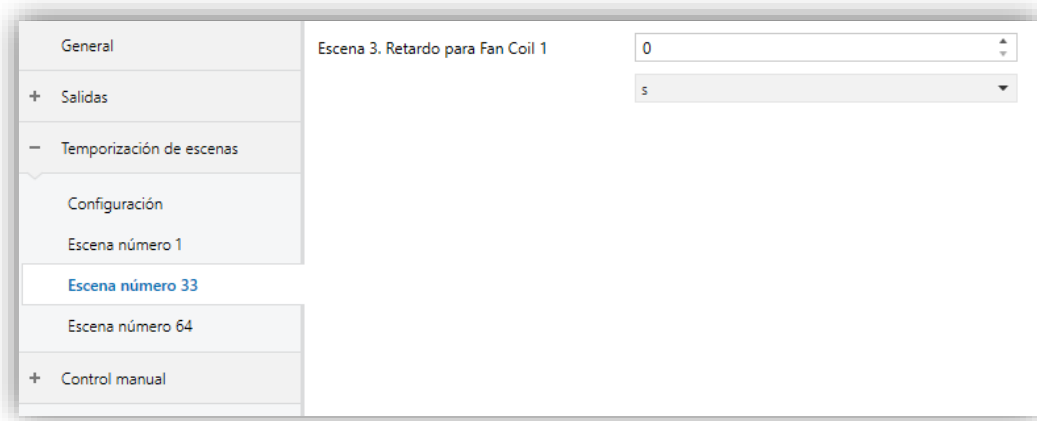 General
Salidas
Temporización de escenas
Configuración
Escena número 1
Escena número 33
Escena número 64
Control manual
Escena 3. Retardo para Fan Coil 1
0
s